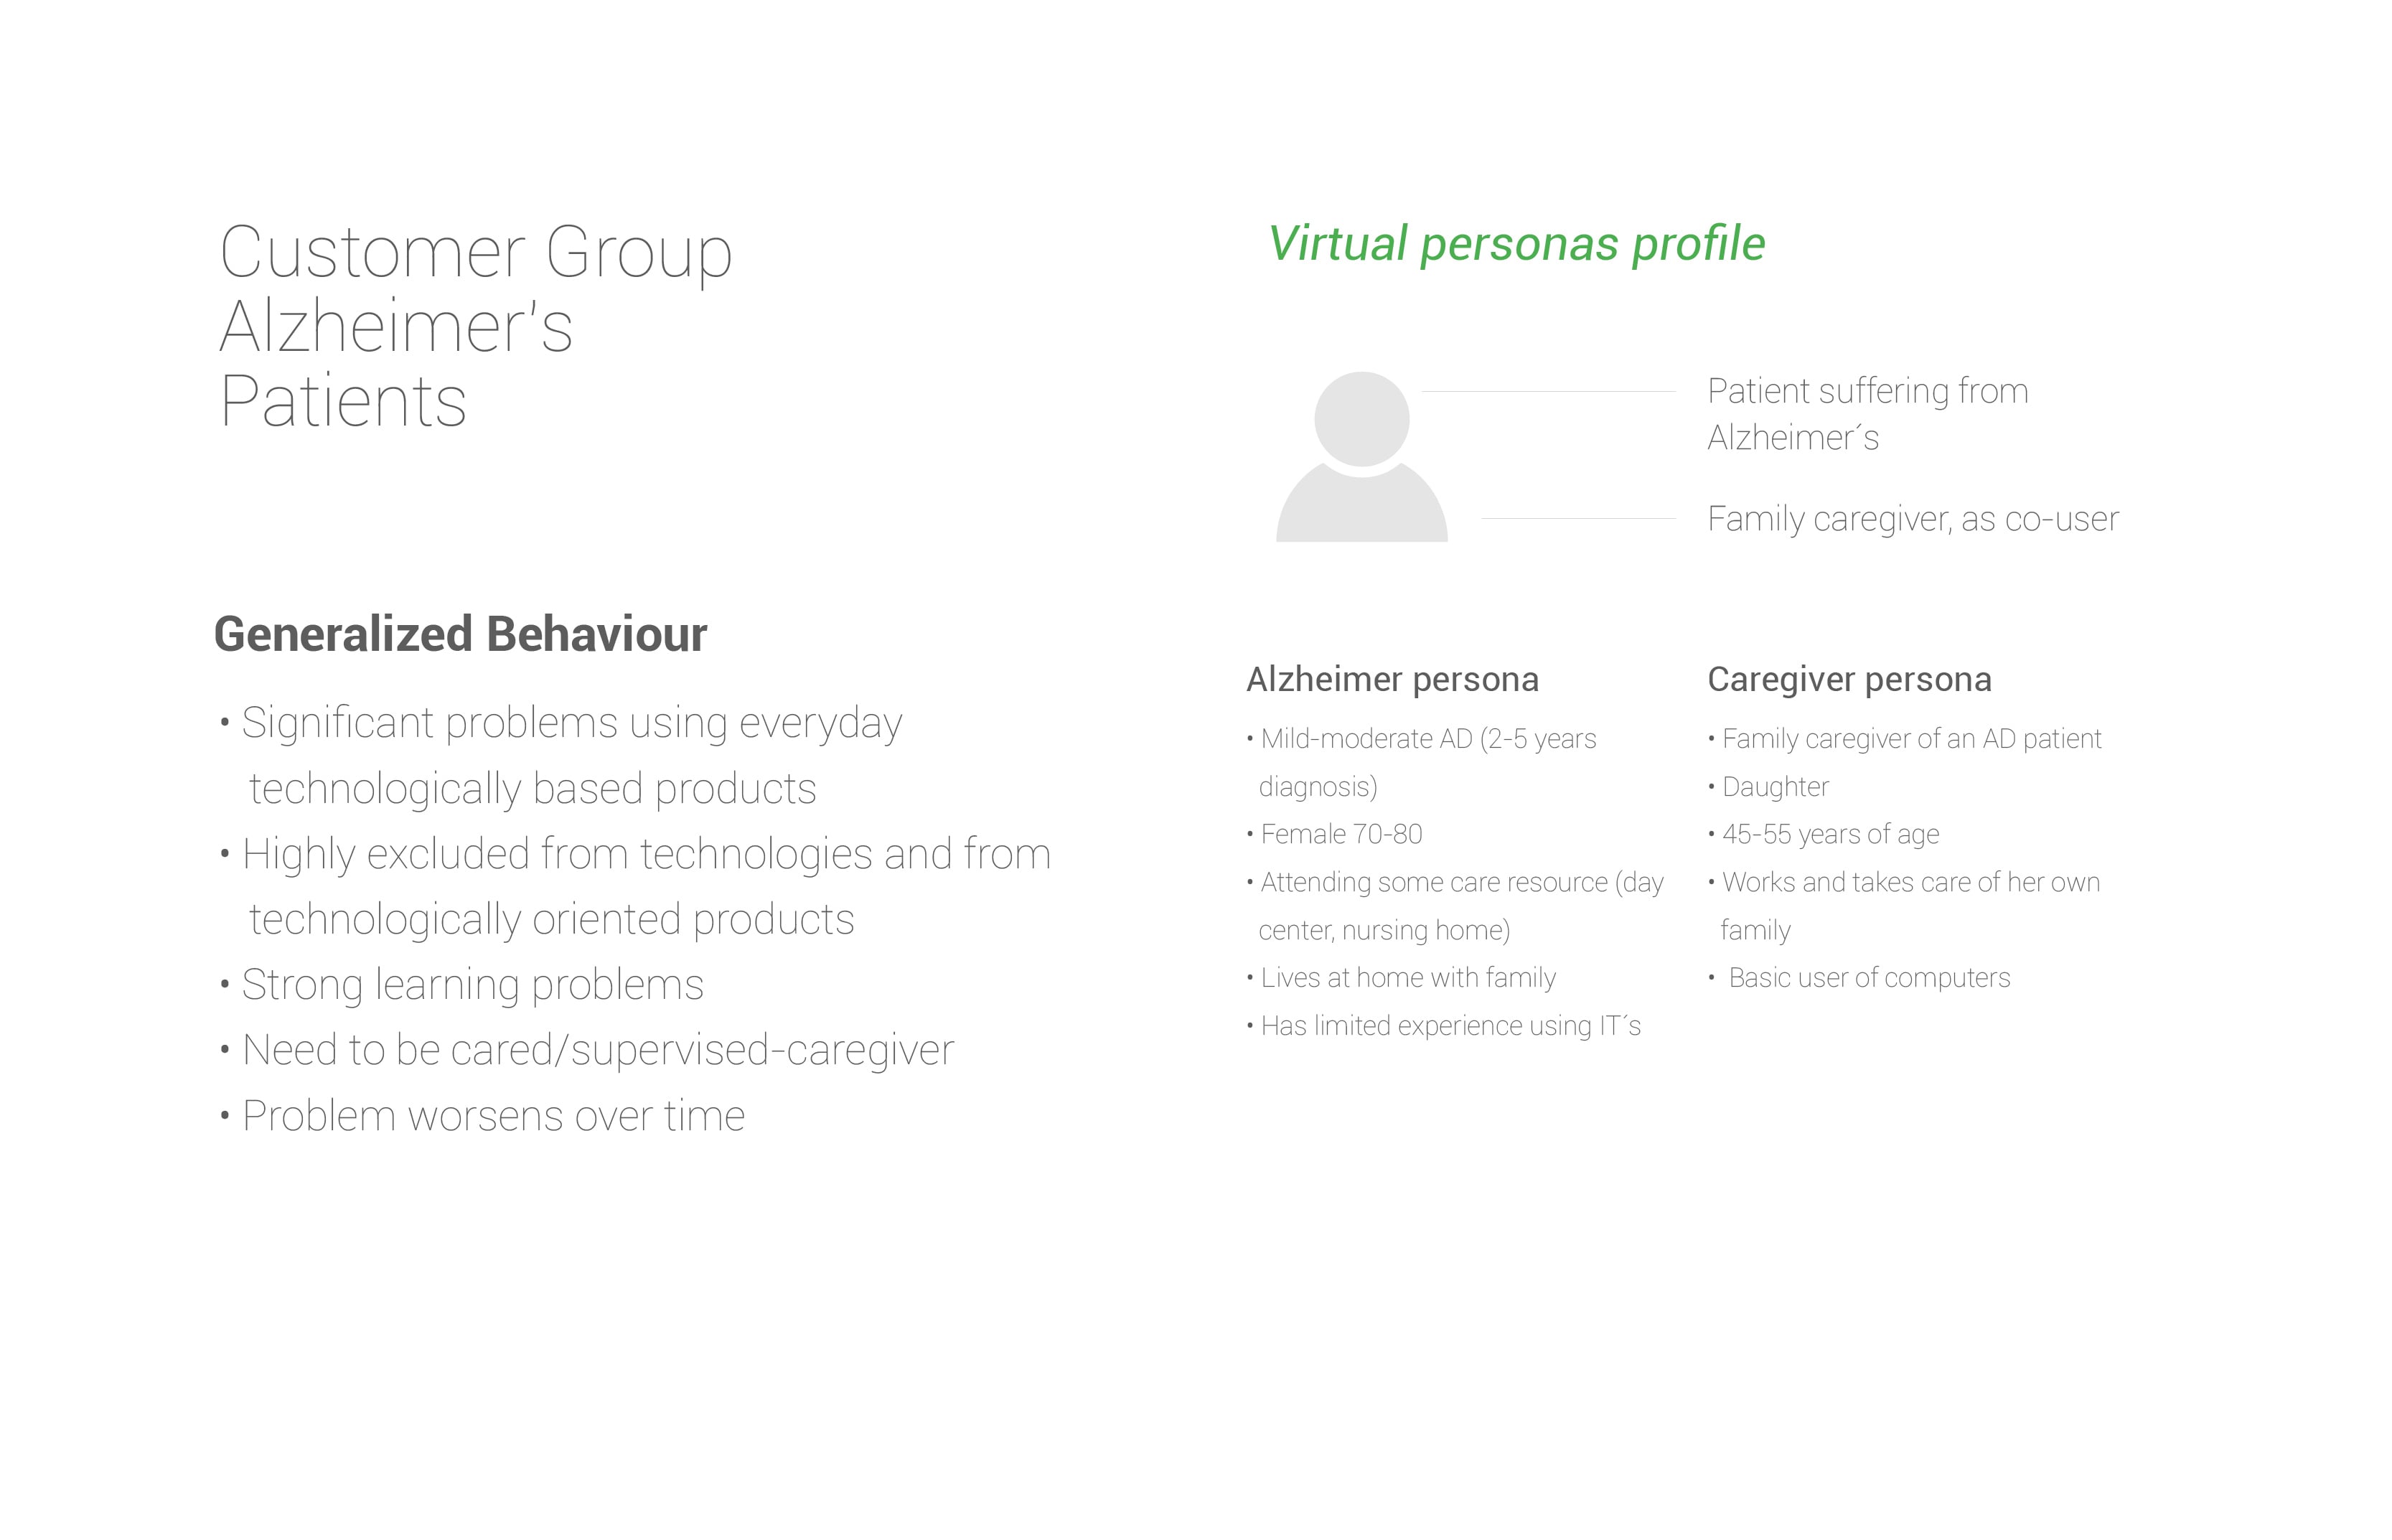 Customer Group
Alzheimer's
Patients
Generalized Behaviour
• Significant problems using everyday
technologically based products
• Highly excluded from technologies and from
technologically oriented products
• Strong learning problems
• Need to be cared/supervised-caregiver
• Problem worsens over time
Virtual personas profile
Patient suffering from
Alzheimer´s
Family caregiver, as co-user
Alzheimer persona
• Mild-moderate AD (2-5 years
diagnosis)
• Female 70-80
• Attending some care resource (day
center, nursing home)
• Lives at home with family
• Has limited experience using IT´s
Caregiver persona
• Family caregiver of an AD patient
• Daughter
• 45-55 years of age
• Works and takes care of her own
family
• Basic user of computers